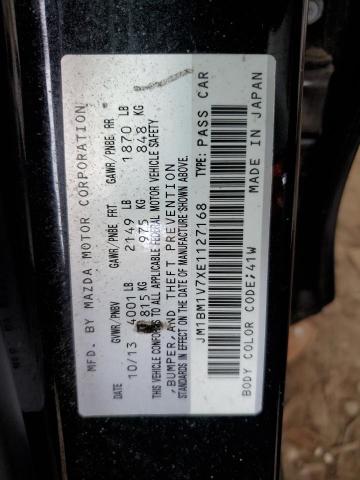 MFD. BY MAZDA MOTOR CORPORATION
GVWR/PNBV GAWR/PNBE FRT GAWR/PNBE RR
10/13 4001 LB 2149 LB 1870 LB
815 KG 975 KG 848 KG
THIS VEHICLE CONFORMS TO ALL APPLICABLE FEDERAL MOTOR VEHICLE SAFETY,
BUMPER, AND THEFT PREVENTION
STANDARDS IN EFFECT ON THE DATE OF MANUFACTURE SHOWN ABOVE.
JM1BM1V7XE1127168 TYPE: PASS CAR
BODY COLOR CODE:41W MADE IN JAPAN